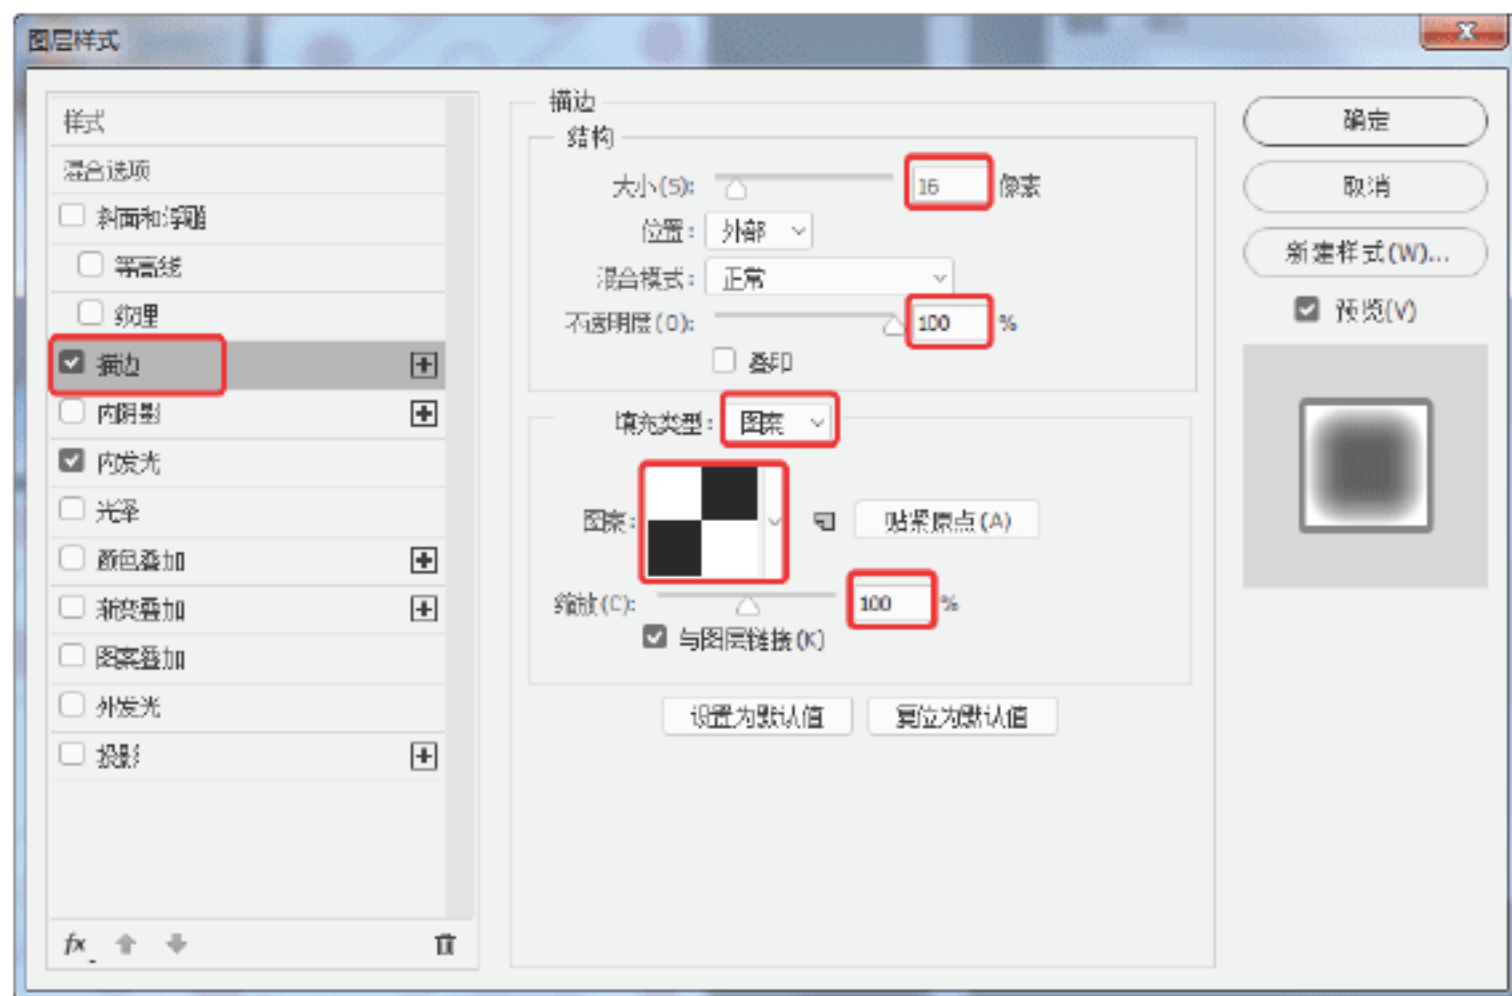 图层样式
样式
混合选项
斜面和浮雕
等高线
纹理
描边
内阴影
内发光
光泽
颜色叠加
渐变叠加
图案叠加
外发光
投影
fx
描边
结构
大小(S): 16 像素
位置: 外部
混合模式: 正常
不透明度(O): 100 %
叠印
填充类型: 图案
图案: 贴紧原点(A)
缩放(C): 100 %
与图层链接(K)
设置为默认值 复位为默认值
确定
取消
新建样式(W)...
预览(V)